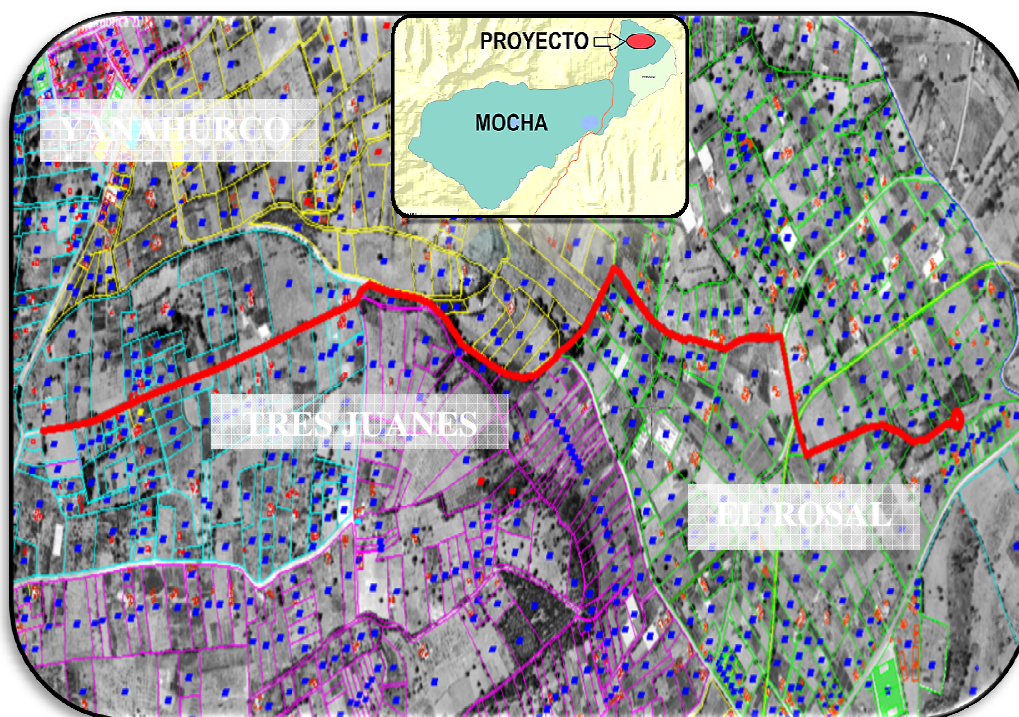 PROYECTO
MOCHA
YANAHURCO
TRES JUANES
EL ROSAL